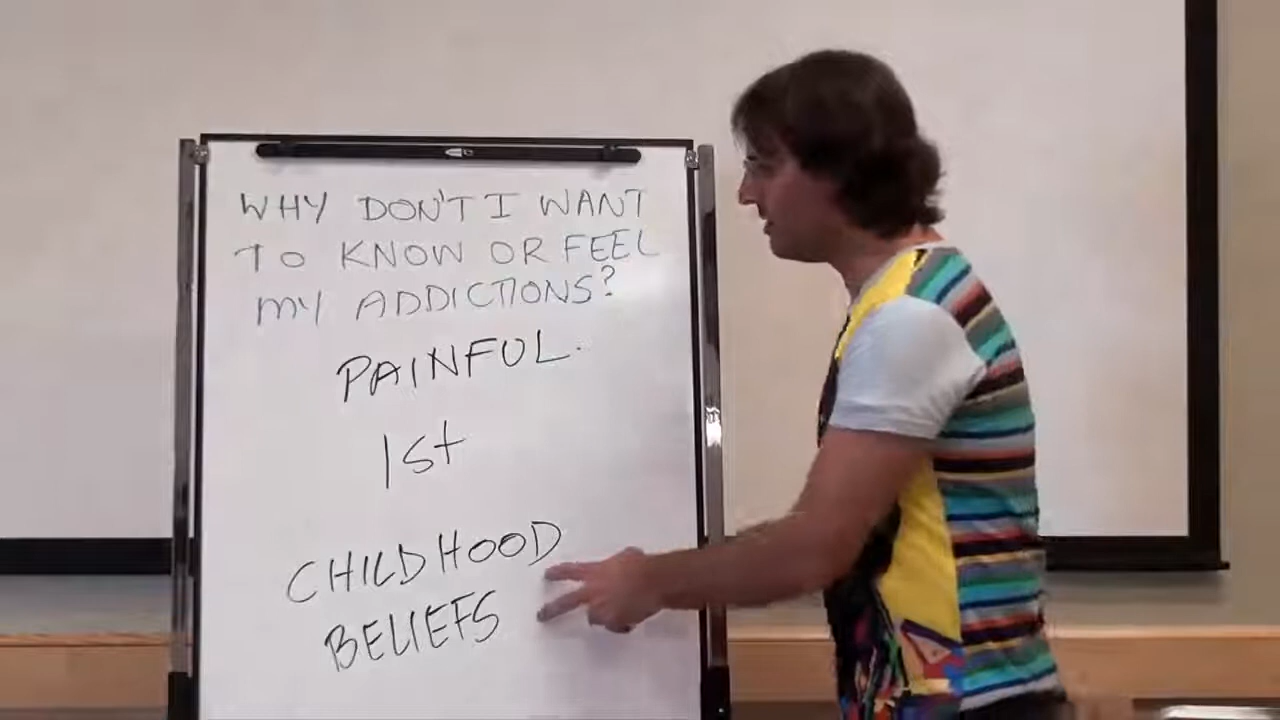 WHY DON'T I WANT
TO KNOW OR FEEL
MY ADDICTIONS?
PAINFUL.
1st
CHILDHOOD
BELIEFS